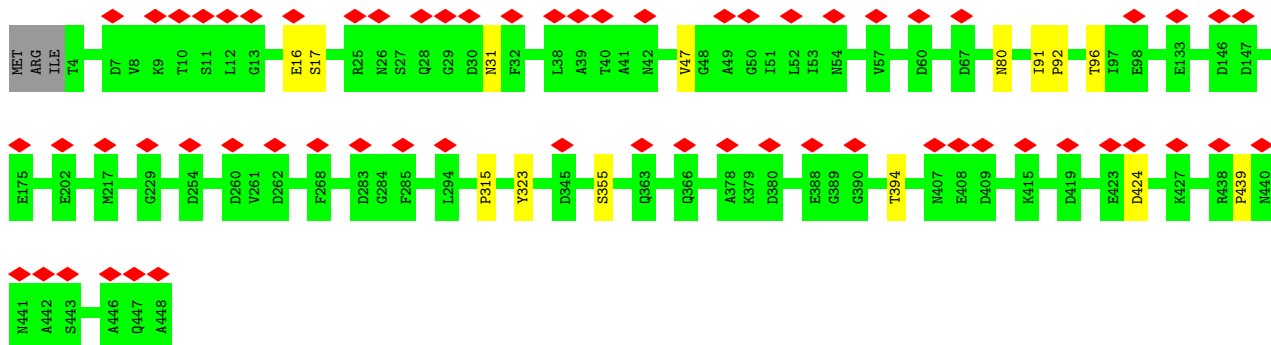 MET ARG ILE T4 D7 V8 K9 T10 S11 L12 G13 E16 S17 R25 N26 S27 Q28 G29 D30 N31 F32 L38 A39 T40 A41 N42 V47 G48 A49 G50 I51 L52 I53 N54 V57 D60 D67 N80 I91 P92 T96 I97 E98 E133 D146 D147
E175 E202 M217 G229 D254 D260 V261 D262 F268 D283 G284 F285 L294 P315 Y323 D345 S355 Q363 Q366 A378 K379 D380 E388 G389 G390 T394 N407 E408 D409 K415 D419 E423 D424 K427 R438 P439 N440
N441 A442 S443 A446 Q447 A448